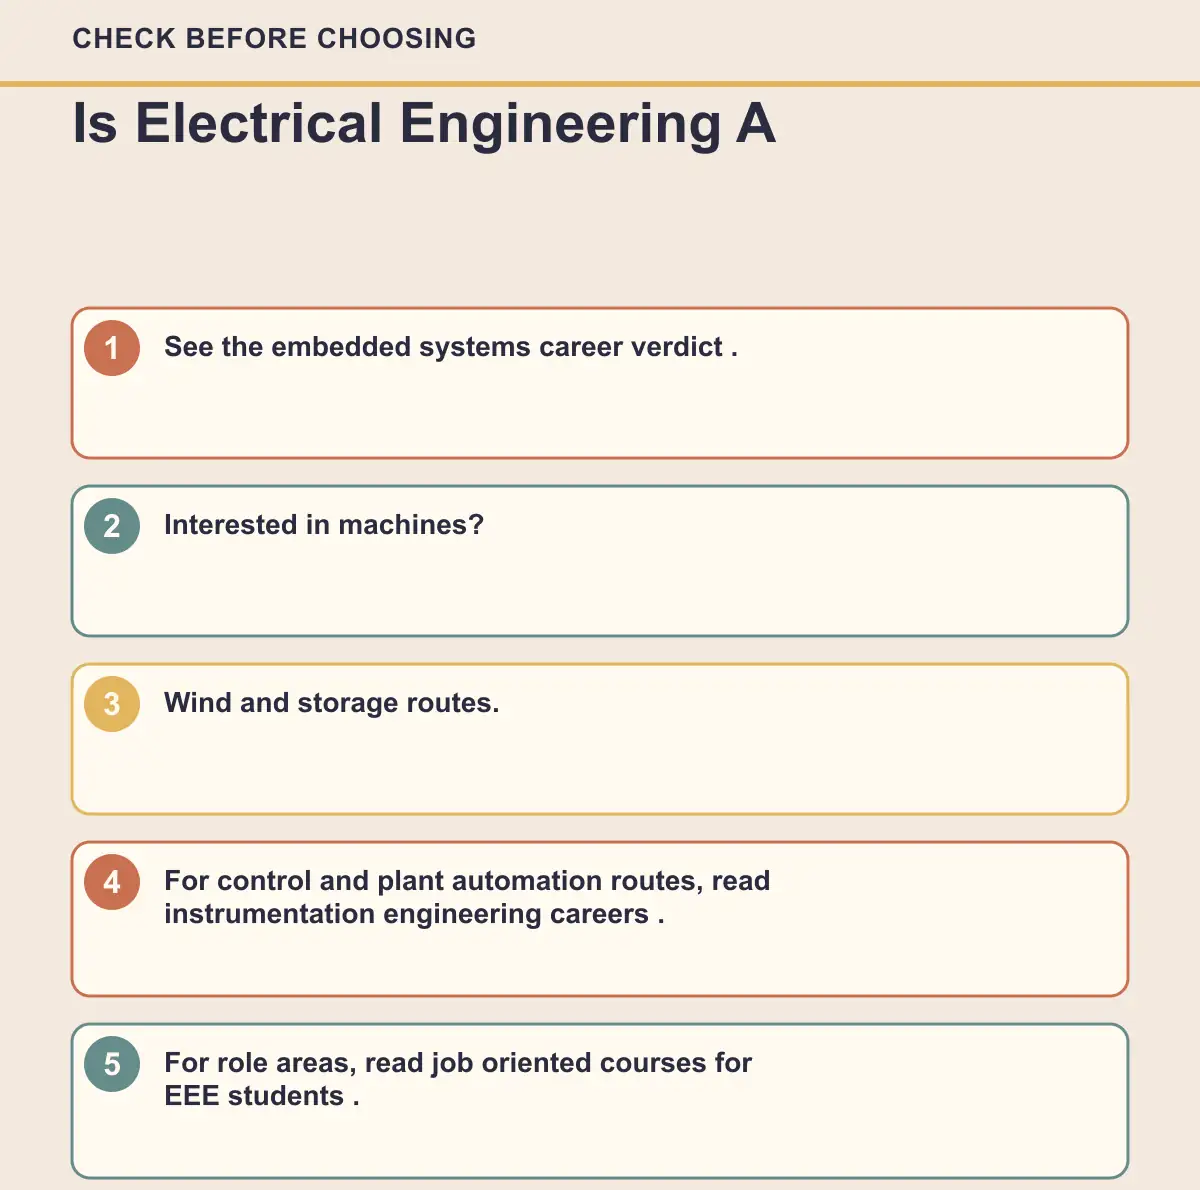 CHECK BEFORE CHOOSING
Is Electrical Engineering A
1
See the embedded systems career verdict .
2
Interested in machines?
3
Wind and storage routes.
4
For control and plant automation routes, read
instrumentation engineering careers .
5
For role areas, read job oriented courses for
EEE students .